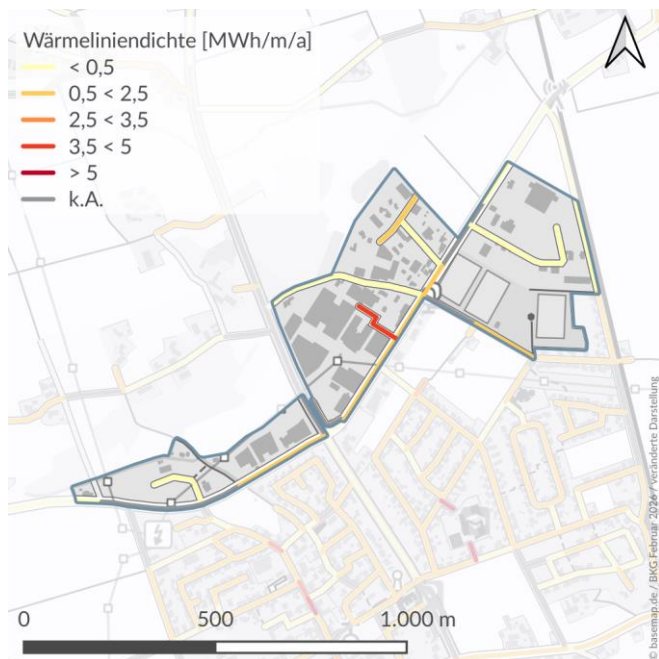 Wärmeliniendichte [MWh/m/a]
< 0,5
0,5 < 2,5
2,5 < 3,5
3,5 < 5
> 5
k.A.
0 500 1.000 m
© basemap.de / BKG Februar 2026 / veränderte Darstellung